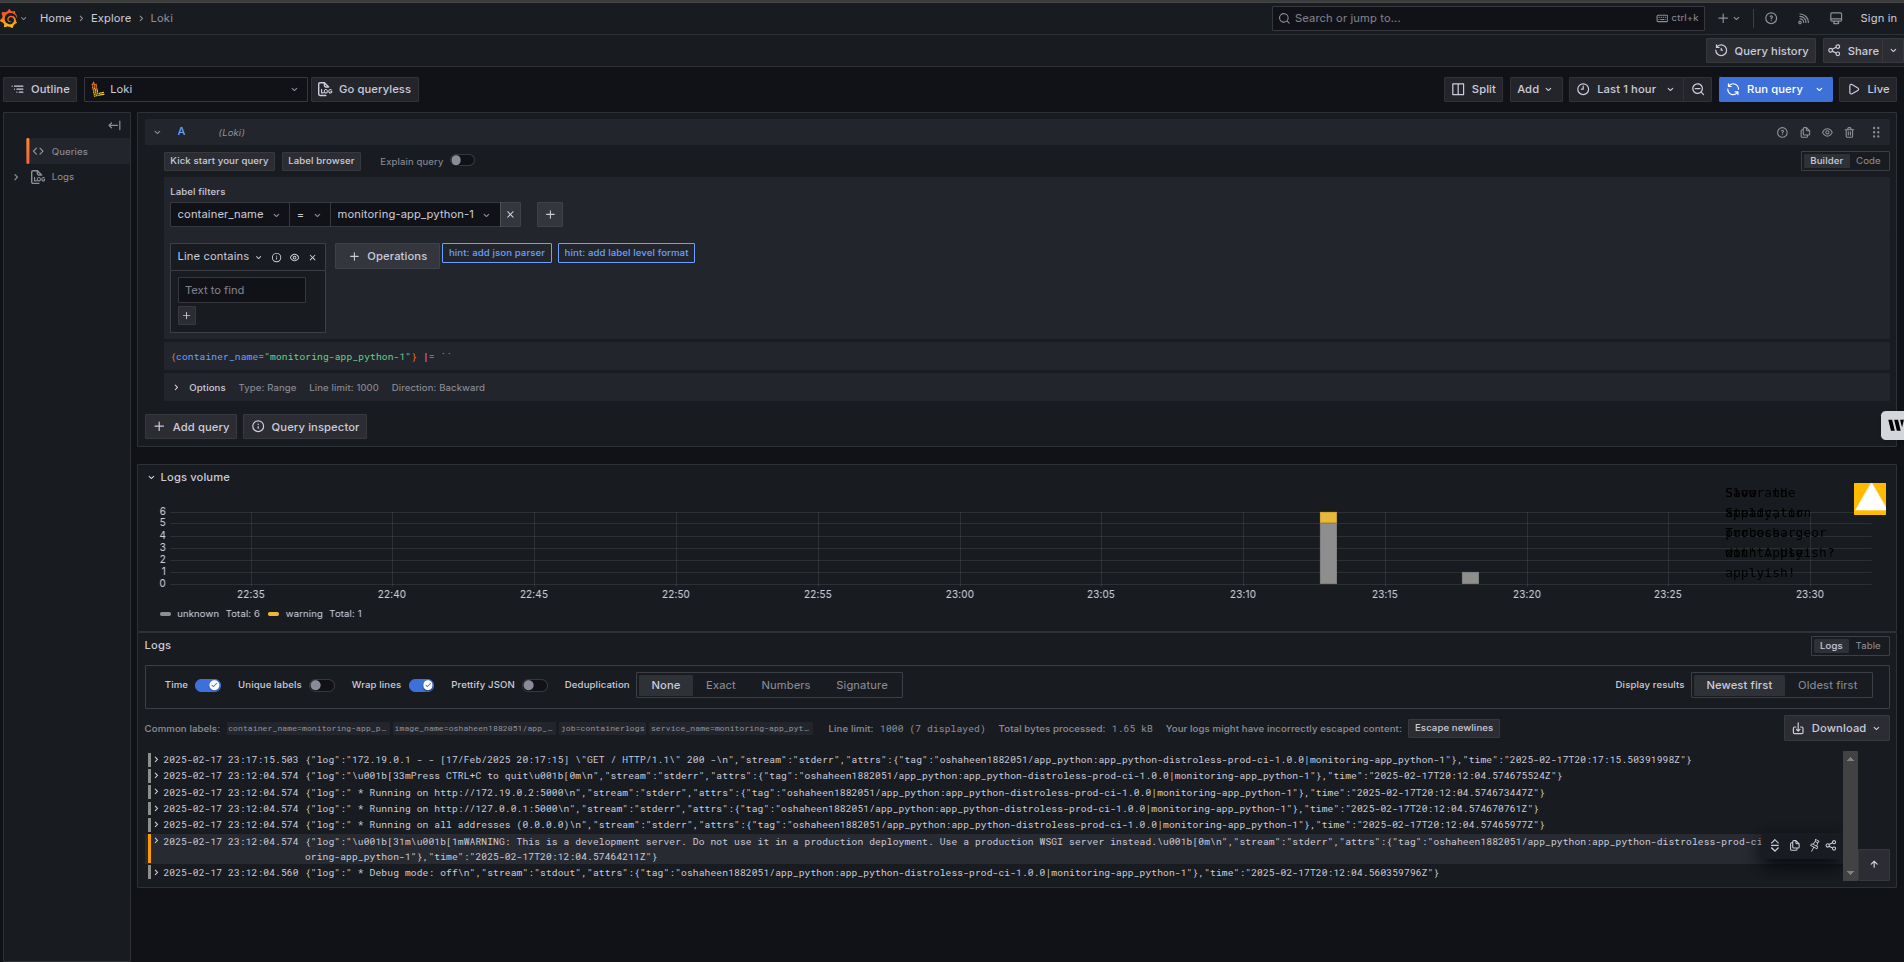 Home › Explore › Loki
Search or jump to...
ctrl+k
Sign in
Query history
Share
Outline
Loki
Go queryless
Split
Add
Last 1 hour
Run query
Live
Queries
Logs
A (Loki)
Kick start your query
Label browser
Explain query
Builder
Code
Label filters
container_name
=
monitoring-app_python-1
Line contains
Operations
hint: add json parser
hint: add label level format
Text to find
{container_name="monitoring-app_python-1"} |= ``
Options Type: Range Line limit: 1000 Direction: Backward
Add query
Query inspector
Logs volume
6
5
4
3
2
1
0
22:35 22:40 22:45 22:50 22:55 23:00 23:05 23:10 23:15 23:20 23:25 23:30
unknown Total: 6 warning Total: 1
applyish!
Logs
Logs
Table
Time
Unique labels
Wrap lines
Prettify JSON
Deduplication
None
Exact
Numbers
Signature
Display results
Newest first
Oldest first
Common labels: container_name=monitoring-app_p… image_name=oshaheen1882051/app_… job=containerlogs service_name=monitoring-app_pyt… Line limit: 1000 (7 displayed) Total bytes processed: 1.65 kB Your logs might have incorrectly escaped content:
Escape newlines
Download
2025-02-17 23:17:15.503 {"log":"172.19.0.1 - - [17/Feb/2025 20:17:15] \"GET / HTTP/1.1\" 200 -\n","stream":"stderr","attrs":{"tag":"oshaheen1882051/app_python:app_python-distroless-prod-ci-1.0.0|monitoring-app_python-1"},"time":"2025-02-17T20:17:15.50391998Z"}
2025-02-17 23:12:04.574 {"log":"\u001b[33mPress CTRL+C to quit\u001b[0m\n","stream":"stderr","attrs":{"tag":"oshaheen1882051/app_python:app_python-distroless-prod-ci-1.0.0|monitoring-app_python-1"},"time":"2025-02-17T20:12:04.574675524Z"}
2025-02-17 23:12:04.574 {"log":" * Running on http://172.19.0.2:5000\n","stream":"stderr","attrs":{"tag":"oshaheen1882051/app_python:app_python-distroless-prod-ci-1.0.0|monitoring-app_python-1"},"time":"2025-02-17T20:12:04.574673447Z"}
2025-02-17 23:12:04.574 {"log":" * Running on http://127.0.0.1:5000\n","stream":"stderr","attrs":{"tag":"oshaheen1882051/app_python:app_python-distroless-prod-ci-1.0.0|monitoring-app_python-1"},"time":"2025-02-17T20:12:04.574670761Z"}
2025-02-17 23:12:04.574 {"log":" * Running on all addresses (0.0.0.0)\n","stream":"stderr","attrs":{"tag":"oshaheen1882051/app_python:app_python-distroless-prod-ci-1.0.0|monitoring-app_python-1"},"time":"2025-02-17T20:12:04.57465977Z"}
2025-02-17 23:12:04.574 {"log":"\u001b[31m\u001b[1mWARNING: This is a development server. Do not use it in a production deployment. Use a production WSGI server instead.\u001b[0m\n","stream":"stderr","attrs":{"tag":"oshaheen1882051/app_python:app_python-distroless-prod-ci
oring-app_python-1"},"time":"2025-02-17T20:12:04.57464211Z"}
2025-02-17 23:12:04.560 {"log":" * Debug mode: off\n","stream":"stdout","attrs":{"tag":"oshaheen1882051/app_python:app_python-distroless-prod-ci-1.0.0|monitoring-app_python-1"},"time":"2025-02-17T20:12:04.560359796Z"}